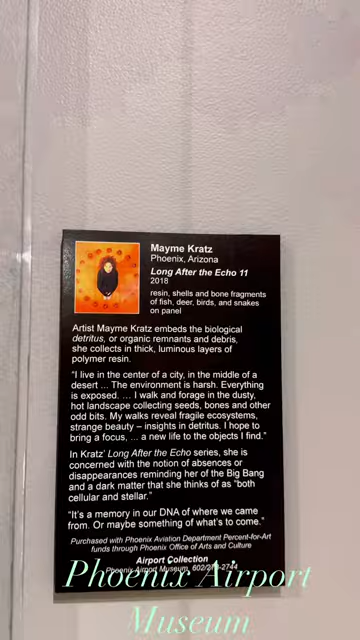 Mayme Kratz
Phoenix, Arizona
Long After the Echo 11
2018
resin, shells and bone fragments
of fish, deer, birds, and snakes
on panel
Artist Mayme Kratz embeds the biological
detritus, or organic remnants and debris,
she collects in thick, luminous layers of
polymer resin.
"I live in the center of a city, in the middle of a
desert ... The environment is harsh. Everything
is exposed. ... I walk and forage in the dusty,
hot landscape collecting seeds, bones and other
odd bits. My walks reveal fragile ecosystems,
strange beauty – insights in detritus. I hope to
bring a focus, ... a new life to the objects I find."
In Kratz' Long After the Echo series, she is
concerned with the notion of absences or
disappearances reminding her of the Big Bang
and a dark matter that she thinks of as "both
cellular and stellar."
"It's a memory in our DNA of where we came
from. Or maybe something of what's to come."
Purchased with Phoenix Aviation Department Percent-for-Art
funds through Phoenix Office of Arts and Culture
Airport Collection
Phoenix Airport Museum,
Phoenix Airport
Museum